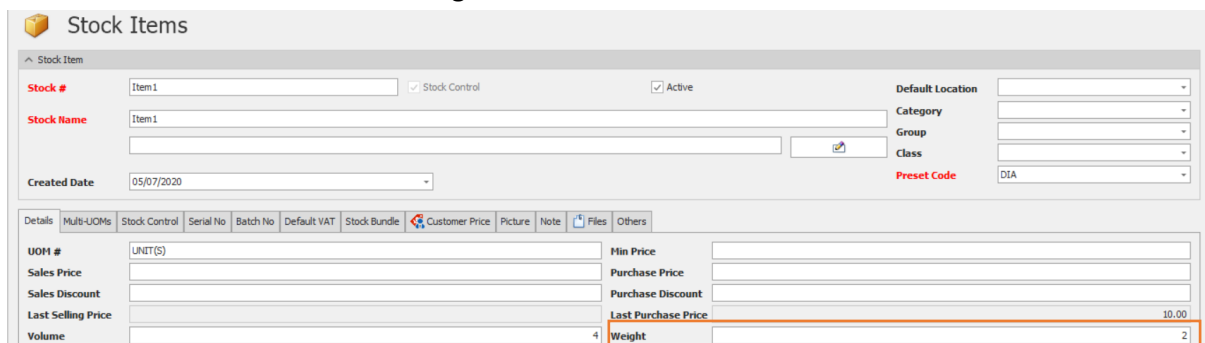 Stock Items
Stock Item
Stock # Item1 Stock Control Active Default Location
Category
Stock Name Item1
Group
Class
Created Date 05/07/2020 Preset Code DIA
Details Multi-UOMs Stock Control Serial No Batch No Default VAT Stock Bundle Customer Price Picture Note Files Others
UOM # UNIT(S) Min Price
Sales Price Purchase Price
Sales Discount Purchase Discount
Last Selling Price Last Purchase Price 10.00
Volume 4 Weight 2